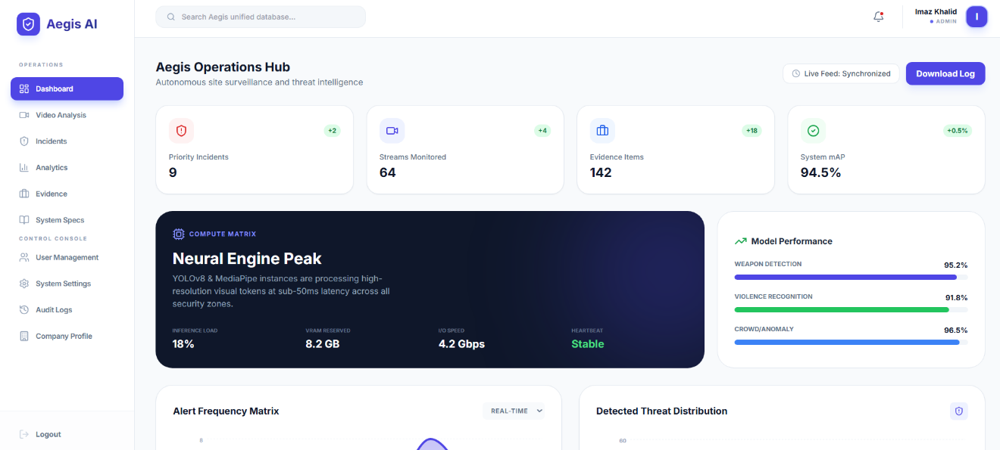 Aegis AI
Search Aegis unified database...
Imaz Khalid
ADMIN
I
OPERATIONS
Dashboard
Video Analysis
Incidents
Analytics
Evidence
System Specs
CONTROL CONSOLE
User Management
System Settings
Audit Logs
Company Profile
Logout
Aegis Operations Hub
Autonomous site surveillance and threat intelligence
Live Feed: Synchronized
Download Log
+2
Priority Incidents
9
+4
Streams Monitored
64
+18
Evidence Items
142
+0.5%
System mAP
94.5%
COMPUTE MATRIX
Neural Engine Peak
YOLOv8 & MediaPipe instances are processing high-
resolution visual tokens at sub-50ms latency across all
security zones.
INFERENCE LOAD
18%
VRAM RESERVED
8.2 GB
I/O SPEED
4.2 Gbps
HEARTBEAT
Stable
Model Performance
WEAPON DETECTION 95.2%
VIOLENCE RECOGNITION 91.8%
CROWD/ANOMALY 96.5%
Alert Frequency Matrix
REAL-TIME
8
Detected Threat Distribution
60